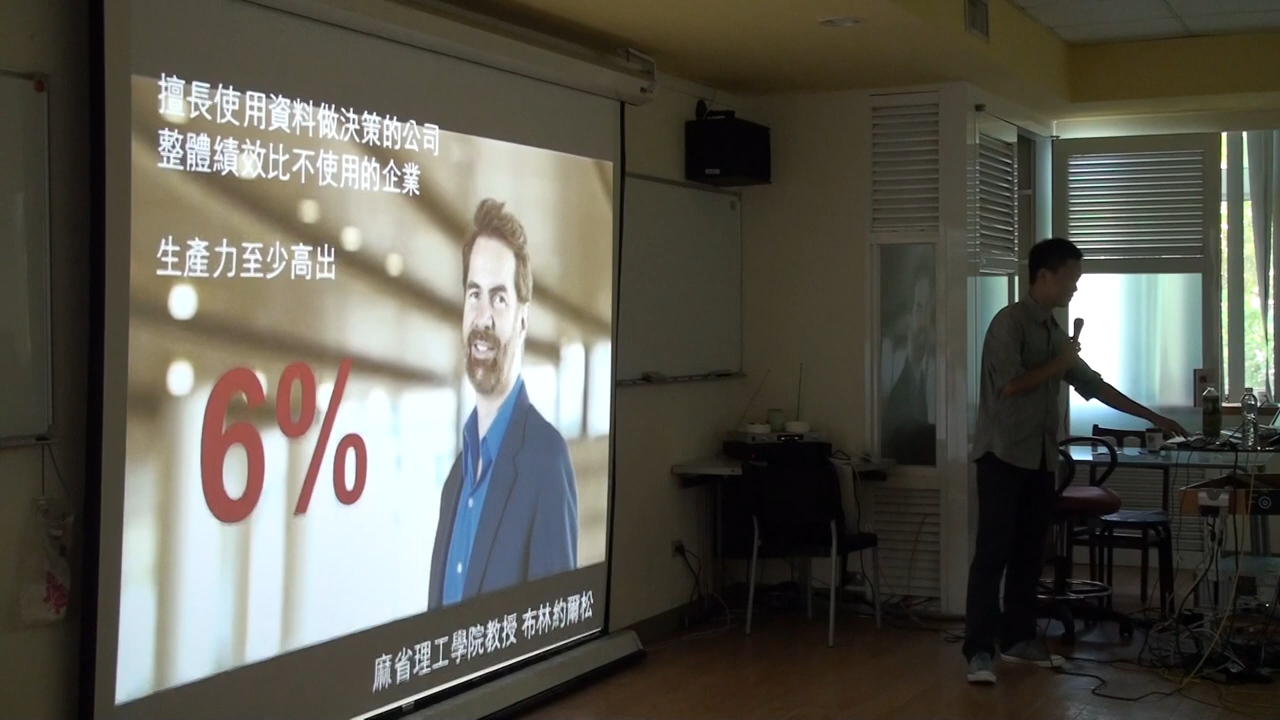 擅長使用資料做決策的公司
整體績效比不使用的企業
生產力至少高出
6%
麻省理工學院教授 布林約爾松